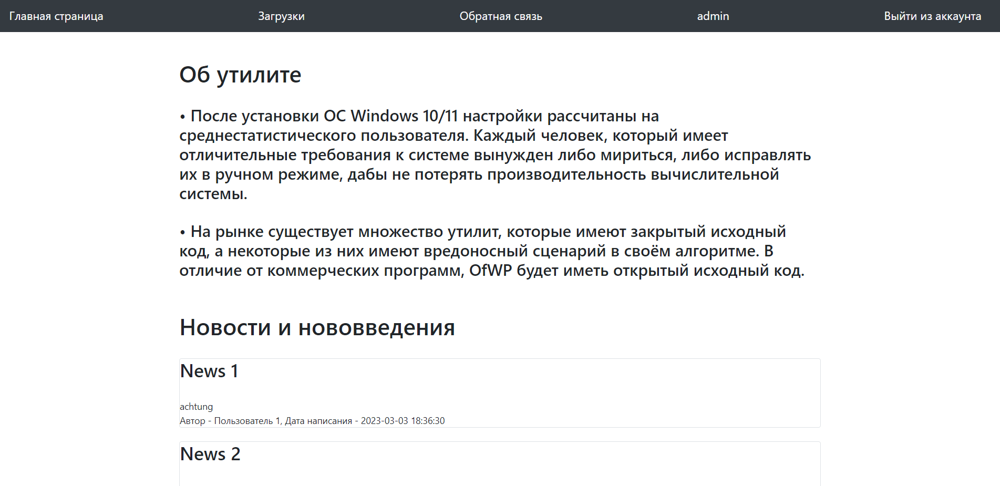 Главная страница Загрузки Обратная связь admin Выйти из аккаунта
Об утилите
• После установки ОС Windows 10/11 настройки рассчитаны на
среднестатистического пользователя. Каждый человек, который имеет
отличительные требования к системе вынужден либо мириться, либо исправлять
их в ручном режиме, дабы не потерять производительность вычислительной
системы.
• На рынке существует множество утилит, которые имеют закрытый исходный
код, а некоторые из них имеют вредоносный сценарий в своём алгоритме. В
отличие от коммерческих программ, OfWP будет иметь открытый исходный код.
Новости и нововведения
News 1
achtung
Автор - Пользователь 1, Дата написания - 2023-03-03 18:36:30
News 2